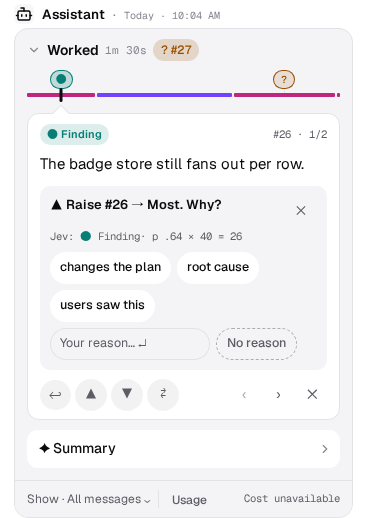 Assistant · Today · 10:04 AM
Worked 1m 30s ? #27
?
Finding #26 · 1/2
The badge store still fans out per row.
▲ Raise #26 → Most. Why? ×
Jev: Finding · p .64 × 40 = 26
changes the plan root cause
users saw this
Your reason… ↵ No reason
↩ ▲ ▼ ⇄ ‹ › ×
✦ Summary ›
Show · All messages Usage Cost unavailable